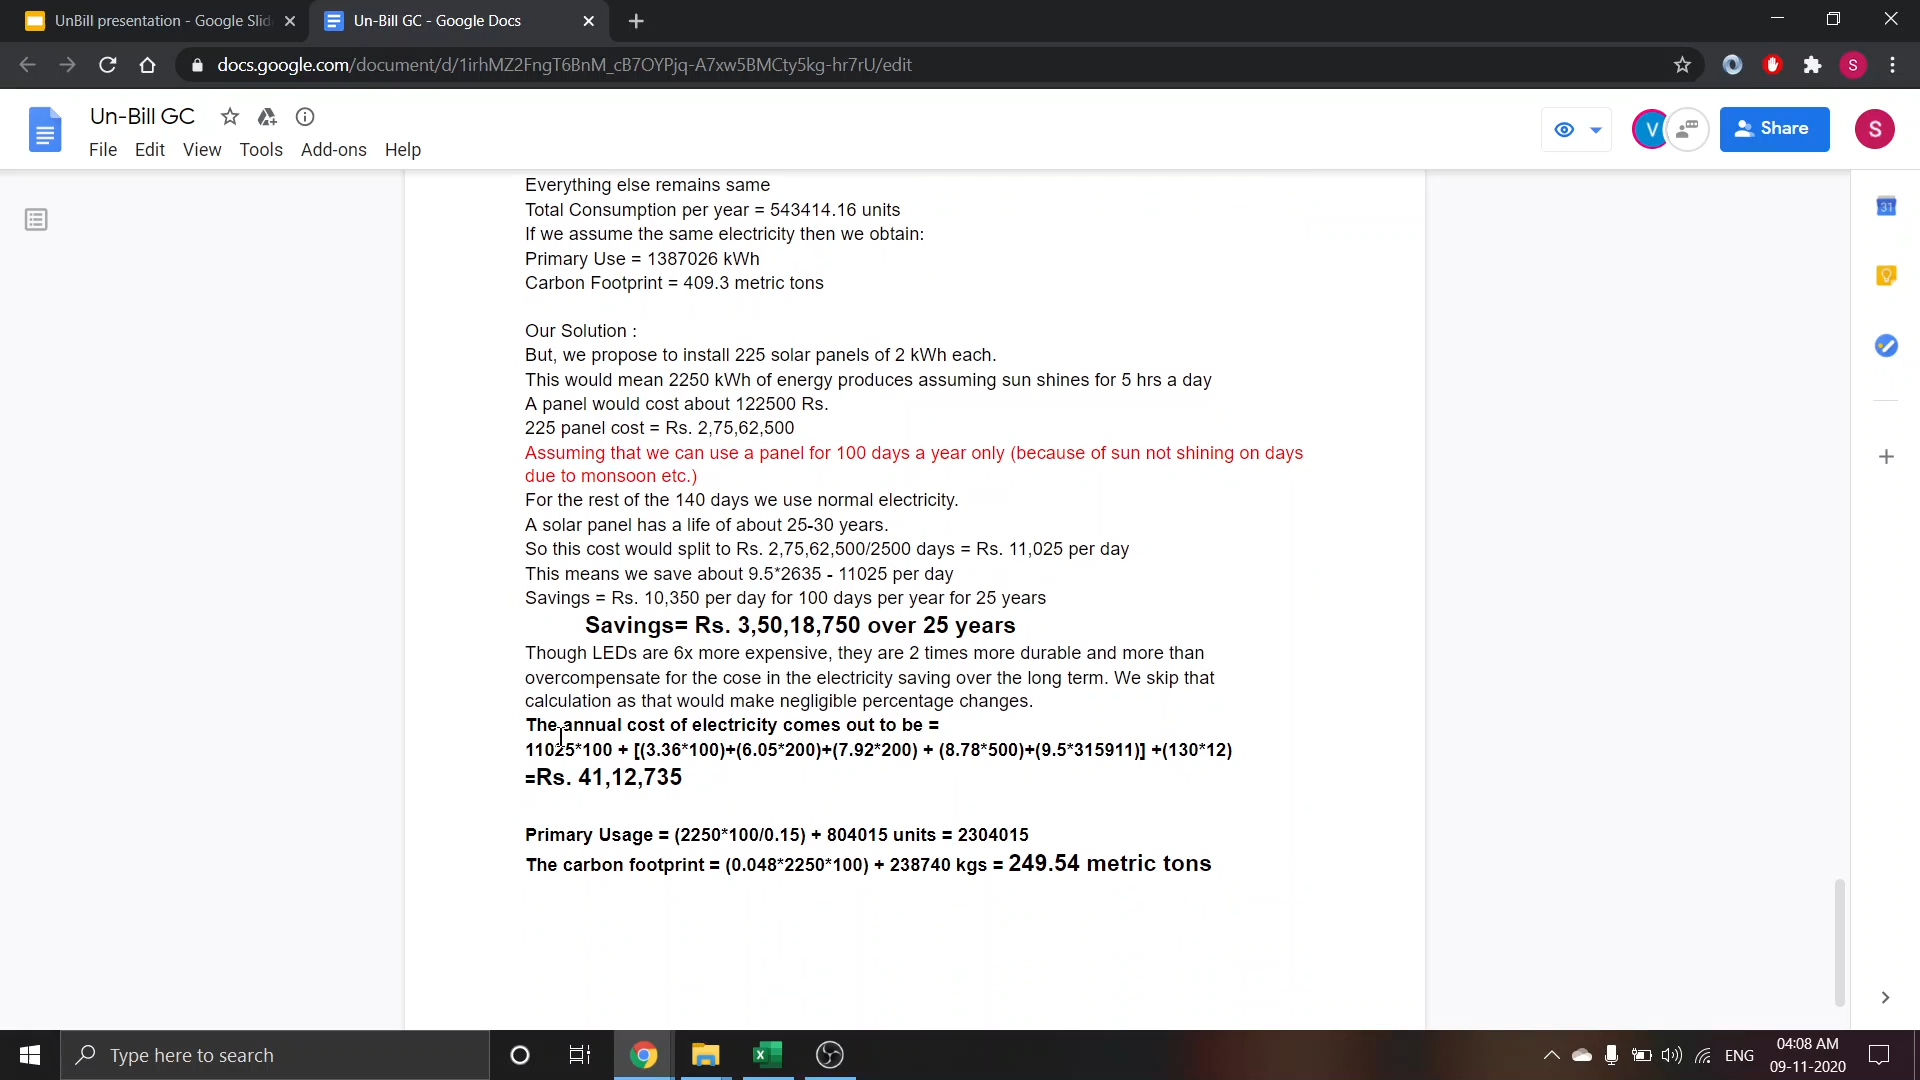 UnBill presentation - Google Slid
Un-Bill GC - Google Docs
docs.google.com/document/d/1irhMZ2FngT6BnM_cB7OYPjq-A7xw5BMCty5kg-hr7rU/edit
S
Un-Bill GC
File Edit View Tools Add-ons Help
V
Share
S
31
Everything else remains same
Total Consumption per year = 543414.16 units
If we assume the same electricity then we obtain:
Primary Use = 1387026 kWh
Carbon Footprint = 409.3 metric tons
Our Solution :
But, we propose to install 225 solar panels of 2 kWh each.
This would mean 2250 kWh of energy produces assuming sun shines for 5 hrs a day
A panel would cost about 122500 Rs.
225 panel cost = Rs. 2,75,62,500
Assuming that we can use a panel for 100 days a year only (because of sun not shining on days
due to monsoon etc.)
For the rest of the 140 days we use normal electricity.
A solar panel has a life of about 25-30 years.
So this cost would split to Rs. 2,75,62,500/2500 days = Rs. 11,025 per day
This means we save about 9.5*2635 - 11025 per day
Savings = Rs. 10,350 per day for 100 days per year for 25 years
Savings= Rs. 3,50,18,750 over 25 years
Though LEDs are 6x more expensive, they are 2 times more durable and more than
overcompensate for the cose in the electricity saving over the long term. We skip that
calculation as that would make negligible percentage changes.
The annual cost of electricity comes out to be =
11025*100 + [(3.36*100)+(6.05*200)+(7.92*200) + (8.78*500)+(9.5*315911)] +(130*12)
=Rs. 41,12,735
Primary Usage = (2250*100/0.15) + 804015 units = 2304015
The carbon footprint = (0.048*2250*100) + 238740 kgs = 249.54 metric tons
Type here to search
ENG
04:08 AM
09-11-2020